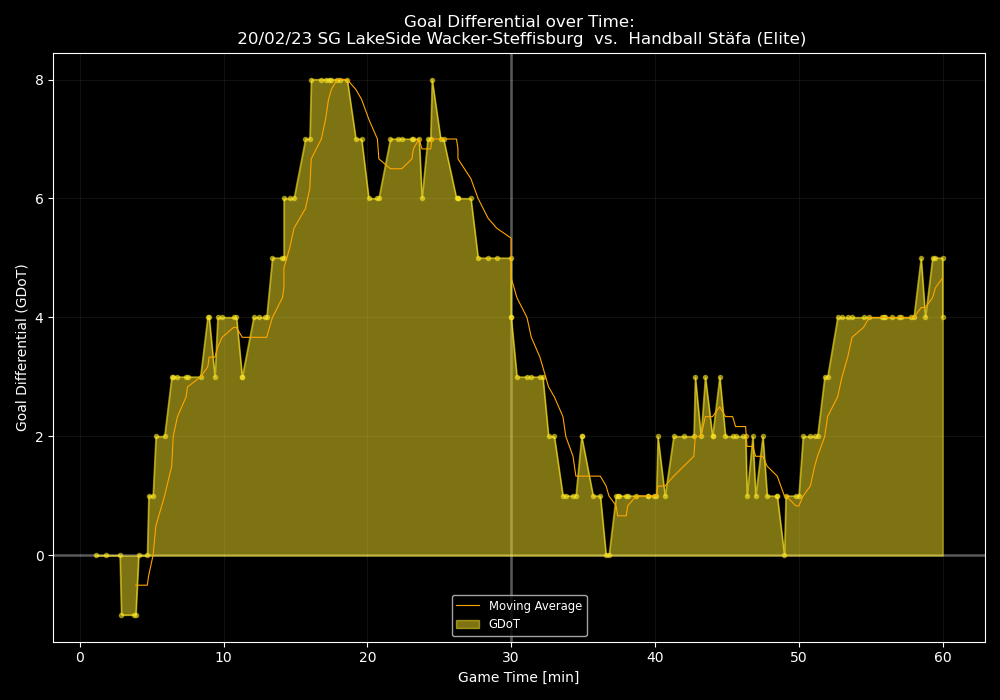 Goal Differential over Time:
20/02/23 SG LakeSide Wacker-Steffisburg  vs.  Handball Stäfa (Elite)
Goal Differential (GDoT)
8
6
4
2
0
Moving Average
GDoT
0 10 20 30 40 50 60
Game Time [min]